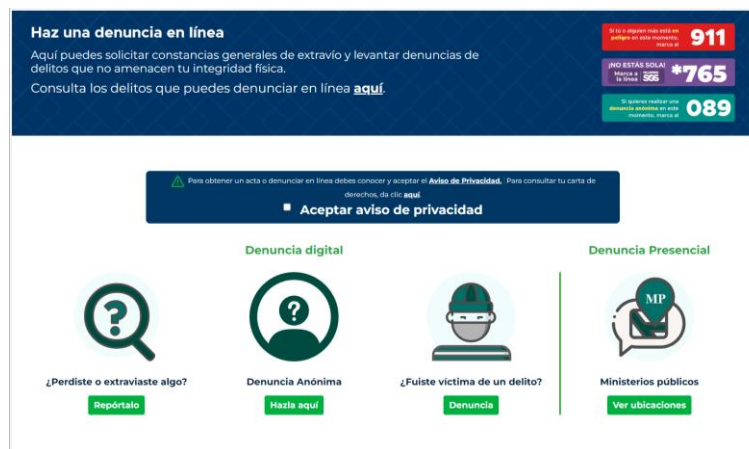 Haz una denuncia en línea
Aquí puedes solicitar constancias generales de extravío y levantar denuncias de
delitos que no amenacen tu integridad física.
Consulta los delitos que puedes denunciar en línea aquí.
Si tú o alguien más está en
peligro en este momento,
marca al
911
¡NO ESTÁS SOLA!
Marca a
la línea
SOS
*765
Si quieres realizar una
denuncia anónima en este
momento, marca al
089
Para obtener un acta o denunciar en línea debes conocer y aceptar el Aviso de Privacidad. Para consultar tu carta de
derechos, da clic aquí.
Aceptar aviso de privacidad
Denuncia digital
Denuncia Presencial
?
?
MP
¿Perdiste o extraviaste algo?
Denuncia Anónima
¿Fuiste víctima de un delito?
Ministerios públicos
Repórtalo
Hazla aquí
Denuncia
Ver ubicaciones